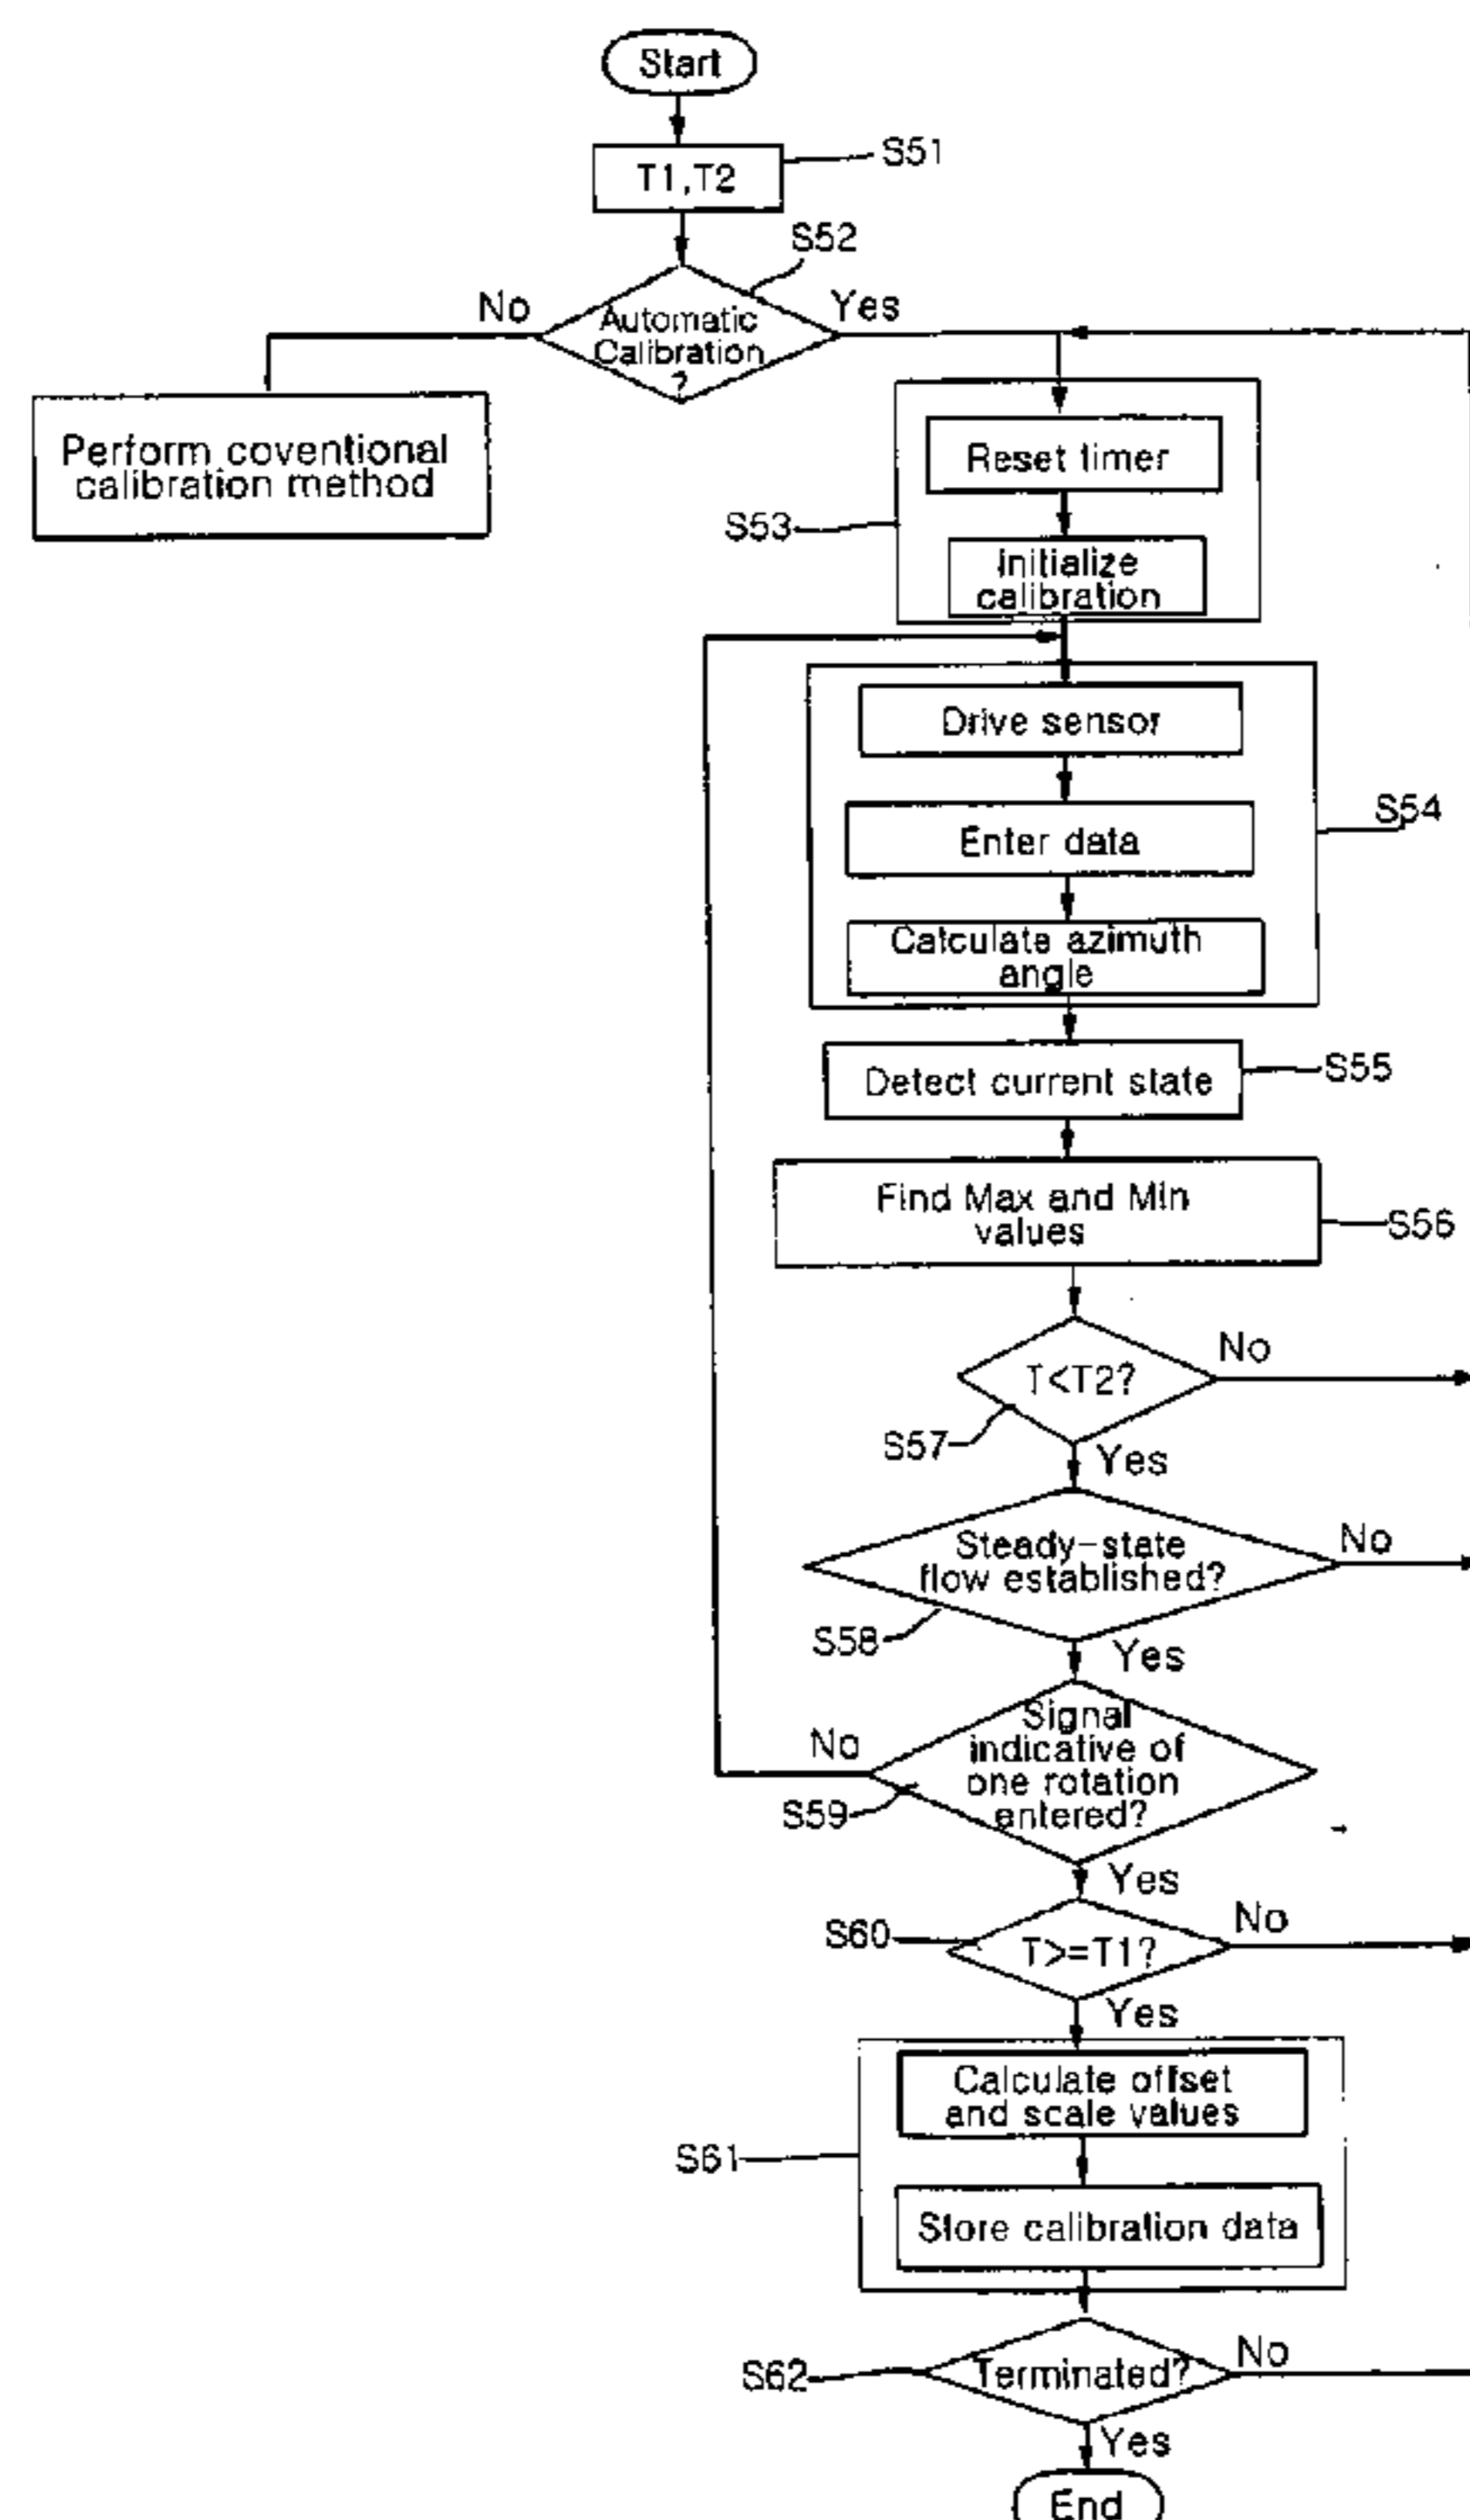 Start
T1,T2
S51
S52
No
Automatic
Calibration
?
Yes
Perform coventional
calibration method
Reset timer
S53
Initialize
calibration
Drive sensor
Enter data
S54
Calculate azimuth
angle
Detect current state
S55
Find Max and Min
values
S56
T<T2?
No
S57
Yes
Steady-state
flow established?
No
S58
Yes
Signal
indicative of
one rotation
entered?
No
S59
Yes
S60
T>=T1?
No
Yes
Calculate offset
and scale values
S61
Store calibration data
S62
Terminated?
No
Yes
End